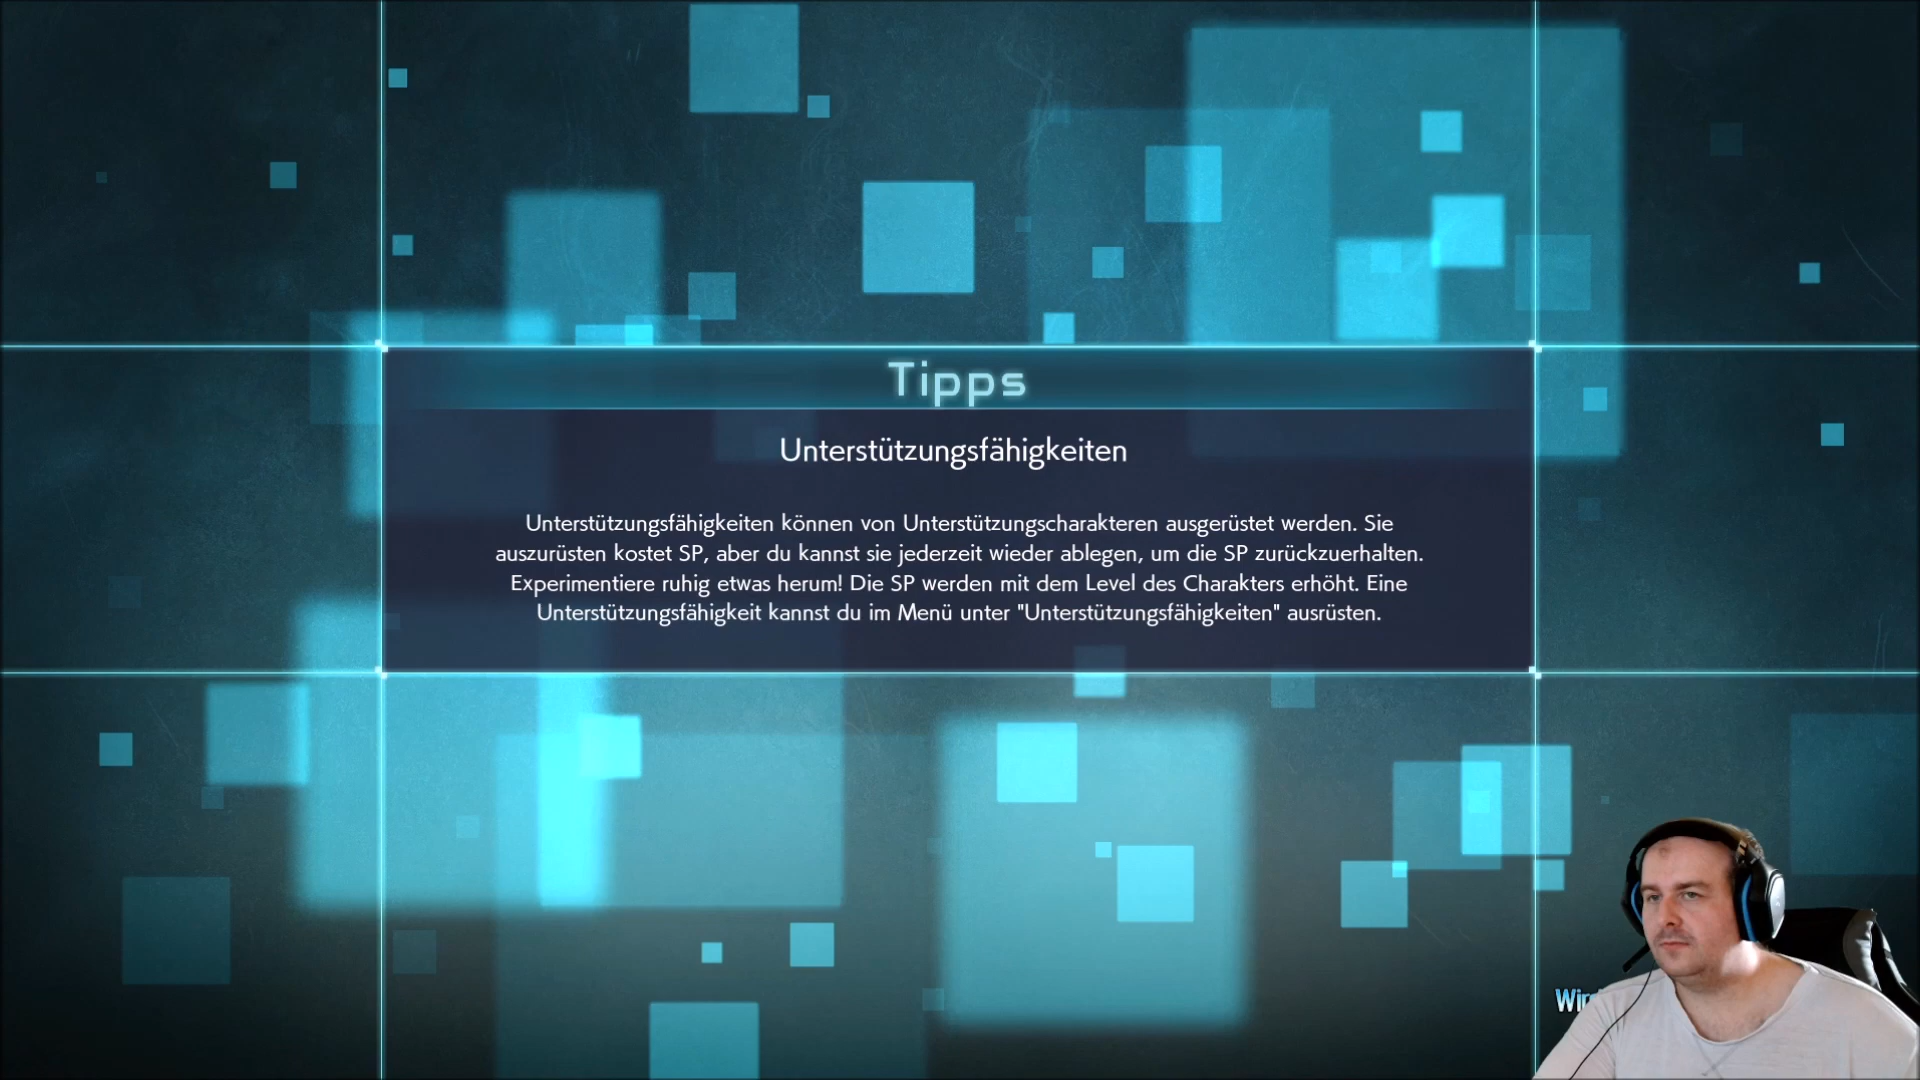 Tipps
Unterstützungsfähigkeiten
Unterstützungsfähigkeiten können von Unterstützungscharakteren ausgerüstet werden. Sie
auszurüsten kostet SP, aber du kannst sie jederzeit wieder ablegen, um die SP zurückzuerhalten.
Experimentiere ruhig etwas herum! Die SP werden mit dem Level des Charakters erhöht. Eine
Unterstützungsfähigkeit kannst du im Menü unter "Unterstützungsfähigkeiten" ausrüsten.